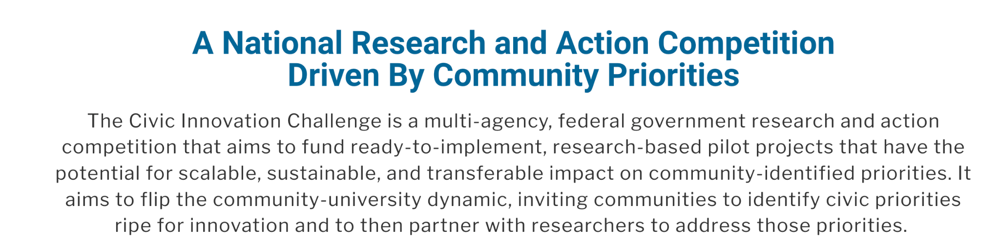 A National Research and Action Competition
Driven By Community Priorities
The Civic Innovation Challenge is a multi-agency, federal government research and action
competition that aims to fund ready-to-implement, research-based pilot projects that have the
potential for scalable, sustainable, and transferable impact on community-identified priorities. It
aims to flip the community-university dynamic, inviting communities to identify civic priorities
ripe for innovation and to then partner with researchers to address those priorities.